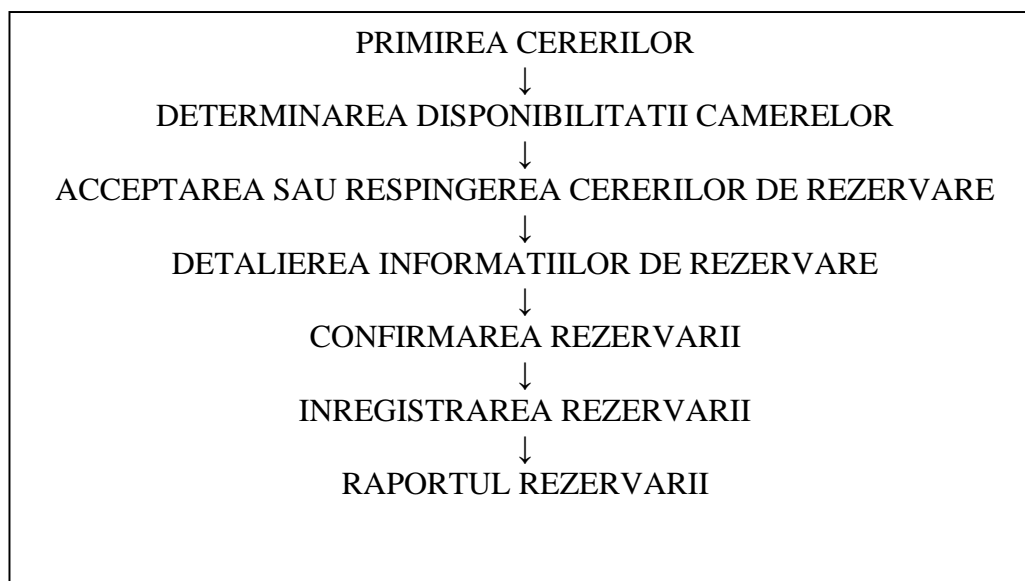 PRIMIREA CERERILOR
↓
DETERMINAREA DISPONIBILITATII CAMERELOR
↓
ACCEPTAREA SAU RESPINGEREA CERERILOR DE REZERVARE
↓
DETALIEREA INFORMATIILOR DE REZERVARE
↓
CONFIRMAREA REZERVARII
↓
INREGISTRAREA REZERVARII
↓
RAPORTUL REZERVARII